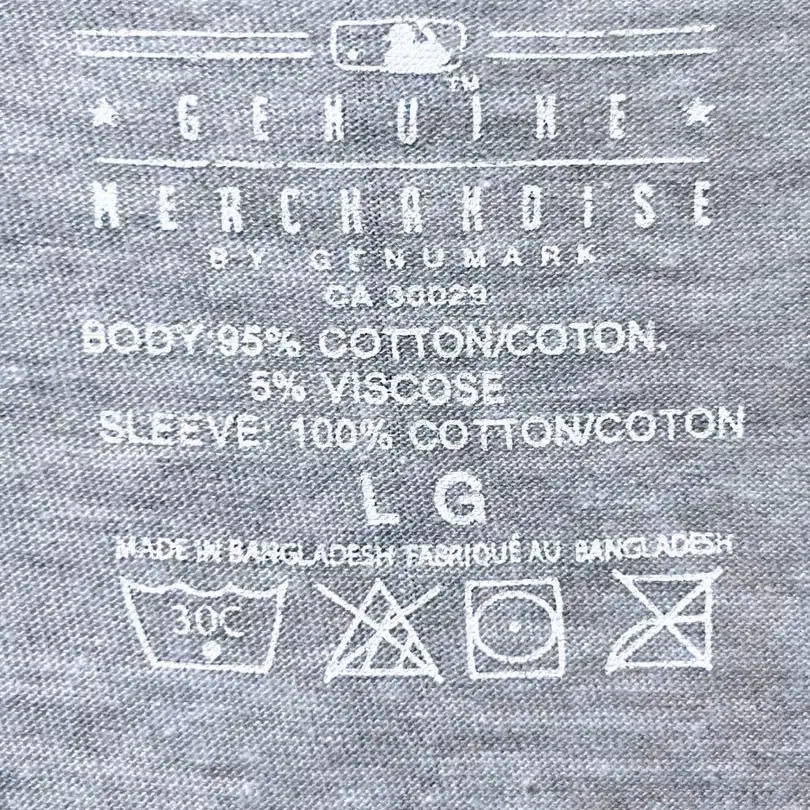 TM
GENUINE
MERCHANDISE
BY GENUMARK
CA 30029
BODY 95% COTTON/COTON.
5% VISCOSE
SLEEVE: 100% COTTON/COTON
LG
MADE IN BANGLADESH FABRIQUÉ AU BANGLADESH
30C